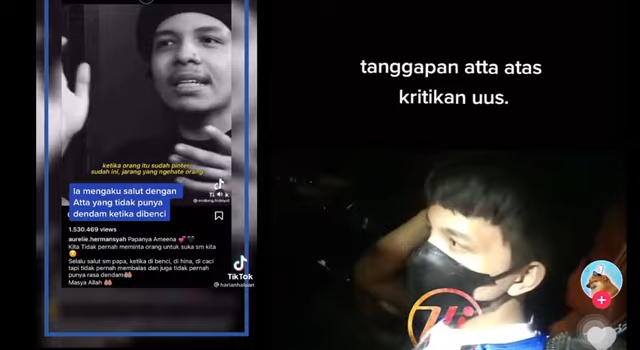 ketika orang itu sudah pinter,
sudah ini, jarang yang ngehate orang
Ia mengaku salut dengan
Atta yang tidak punya
dendam ketika dibenci
1.530.469 views
aurelie.hermansyah Papanya Ameena 💕🖤
Kita Tidak pernah meminta orang untuk suka sm kita
😌
Selalu salut sm papa, ketika di benci, di hina, di caci
tapi tidak pernah membalas dan juga tidak pernah
punya rasa dendam🙏🏽
Masya Allah 🙏🏽
TikTok
@harianhaluan
tanggapan atta atas
kritikan uus.